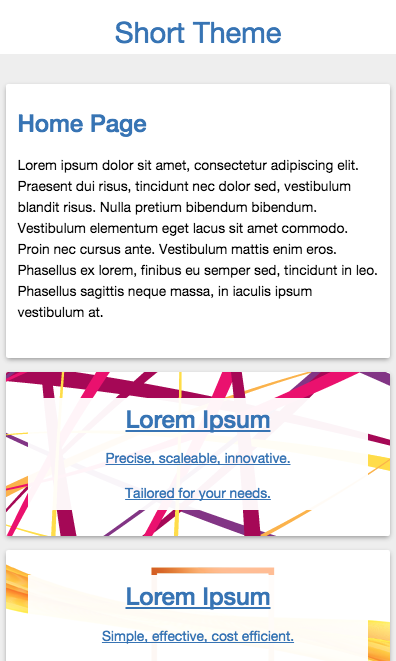 Short Theme
Home Page
Lorem ipsum dolor sit amet, consectetur adipiscing elit.
Praesent dui risus, tincidunt nec dolor sed, vestibulum
blandit risus. Nulla pretium bibendum bibendum.
Vestibulum elementum eget lacus sit amet commodo.
Proin nec cursus ante. Vestibulum mattis enim eros.
Phasellus ex lorem, finibus eu semper sed, tincidunt in leo.
Phasellus sagittis neque massa, in iaculis ipsum
vestibulum at.
Lorem Ipsum
Precise, scaleable, innovative.
Tailored for your needs.
Lorem Ipsum
Simple, effective, cost efficient.